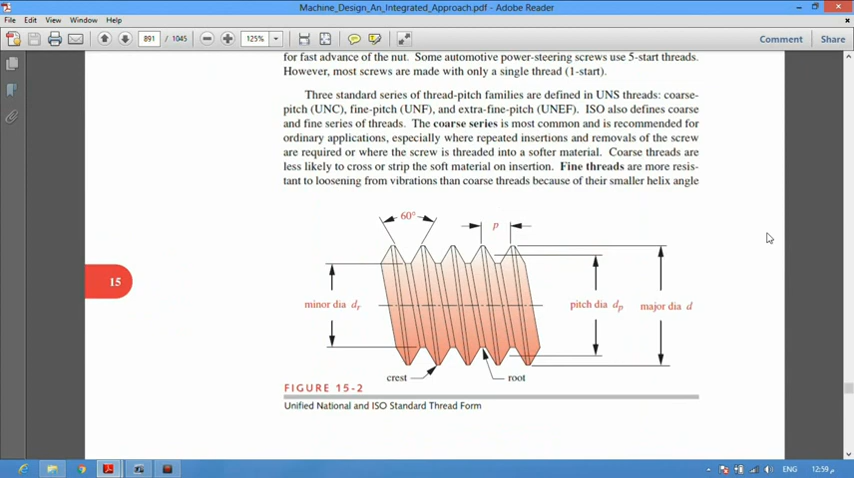 Machine_Design_An_Integrated_Approach.pdf - Adobe Reader
File Edit View Window Help
891 / 1045 125% Comment Share
for fast advance of the nut. Some automotive power-steering screws use 5-start threads.
However, most screws are made with only a single thread (1-start).
Three standard series of thread-pitch families are defined in UNS threads: coarse-
pitch (UNC), fine-pitch (UNF), and extra-fine-pitch (UNEF). ISO also defines coarse
and fine series of threads. The coarse series is most common and is recommended for
ordinary applications, especially where repeated insertions and removals of the screw
are required or where the screw is threaded into a softer material. Coarse threads are
less likely to cross or strip the soft material on insertion. Fine threads are more resis-
tant to loosening from vibrations than coarse threads because of their smaller helix angle
60°
p
15
minor dia dr
pitch dia dp
major dia d
crest
root
FIGURE 15-2
Unified National and ISO Standard Thread Form
ENG 12:59 م